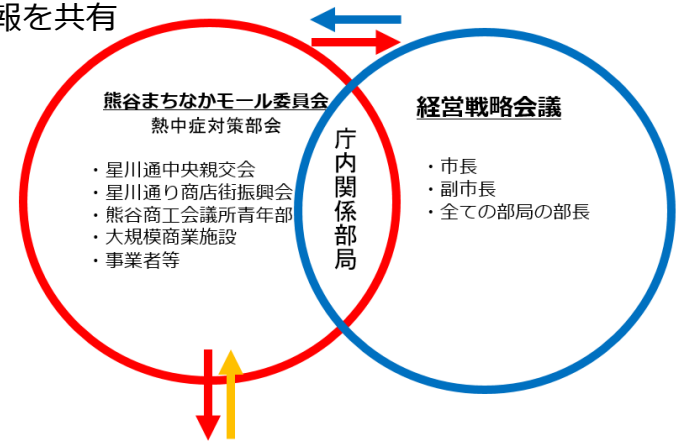 報を共有
熊谷まちなかモール委員会
熱中症対策部会
・星川通中央親交会
・星川通り商店街振興会
・熊谷商工会議所青年部
・大規模商業施設
・事業者等
庁内関係部局
経営戦略会議
・市長
・副市長
・全ての部局の部長